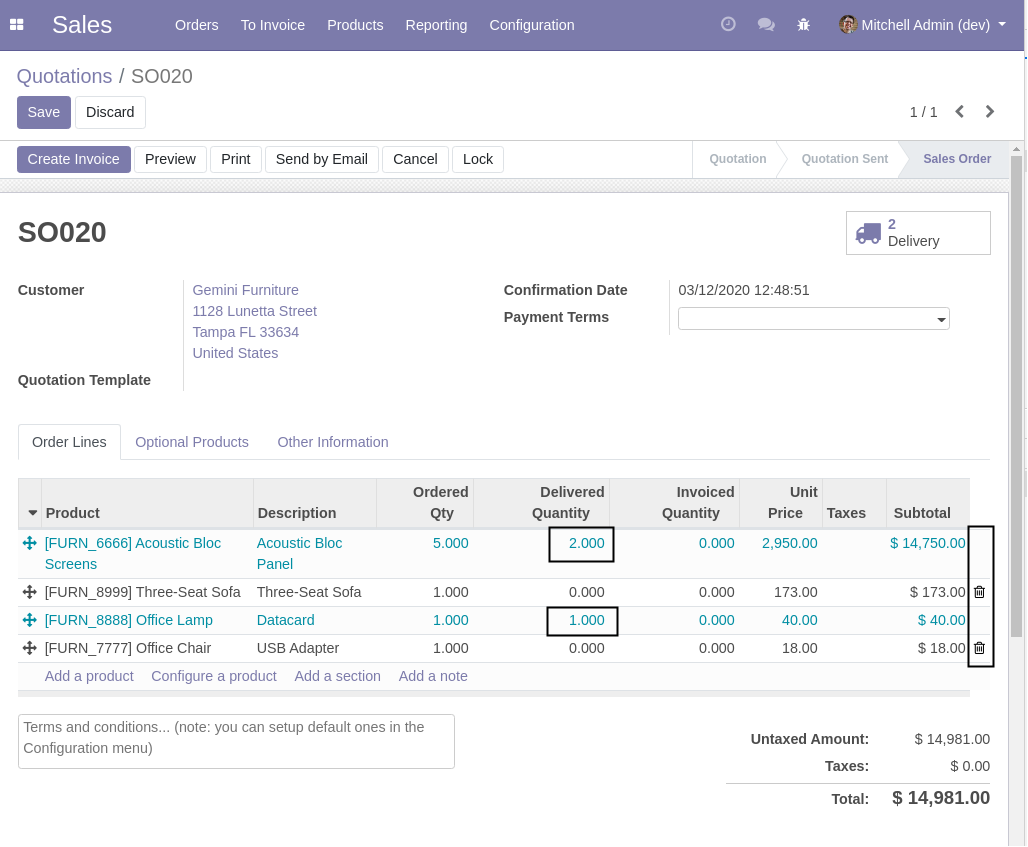 Sales Orders To Invoice Products Reporting Configuration Mitchell Admin (dev)
Quotations / SO020
Save Discard 1 / 1
Create Invoice Preview Print Send by Email Cancel Lock Quotation Quotation Sent Sales Order
SO020
2
Delivery
Customer
Gemini Furniture
1128 Lunetta Street
Tampa FL 33634
United States
Quotation Template
Confirmation Date 03/12/2020 12:48:51
Payment Terms
Order Lines Optional Products Other Information
Ordered Delivered Invoiced Unit
Product Description Qty Quantity Quantity Price Taxes Subtotal
[FURN_6666] Acoustic Bloc Acoustic Bloc 5.000 2.000 0.000 2,950.00 $ 14,750.00
Screens Panel
[FURN_8999] Three-Seat Sofa Three-Seat Sofa 1.000 0.000 0.000 173.00 $ 173.00
[FURN_8888] Office Lamp Datacard 1.000 1.000 0.000 40.00 $ 40.00
[FURN_7777] Office Chair USB Adapter 1.000 0.000 0.000 18.00 $ 18.00
Add a product Configure a product Add a section Add a note
Terms and conditions... (note: you can setup default ones in the
Configuration menu)
Untaxed Amount: $ 14,981.00
Taxes: $ 0.00
Total: $ 14,981.00